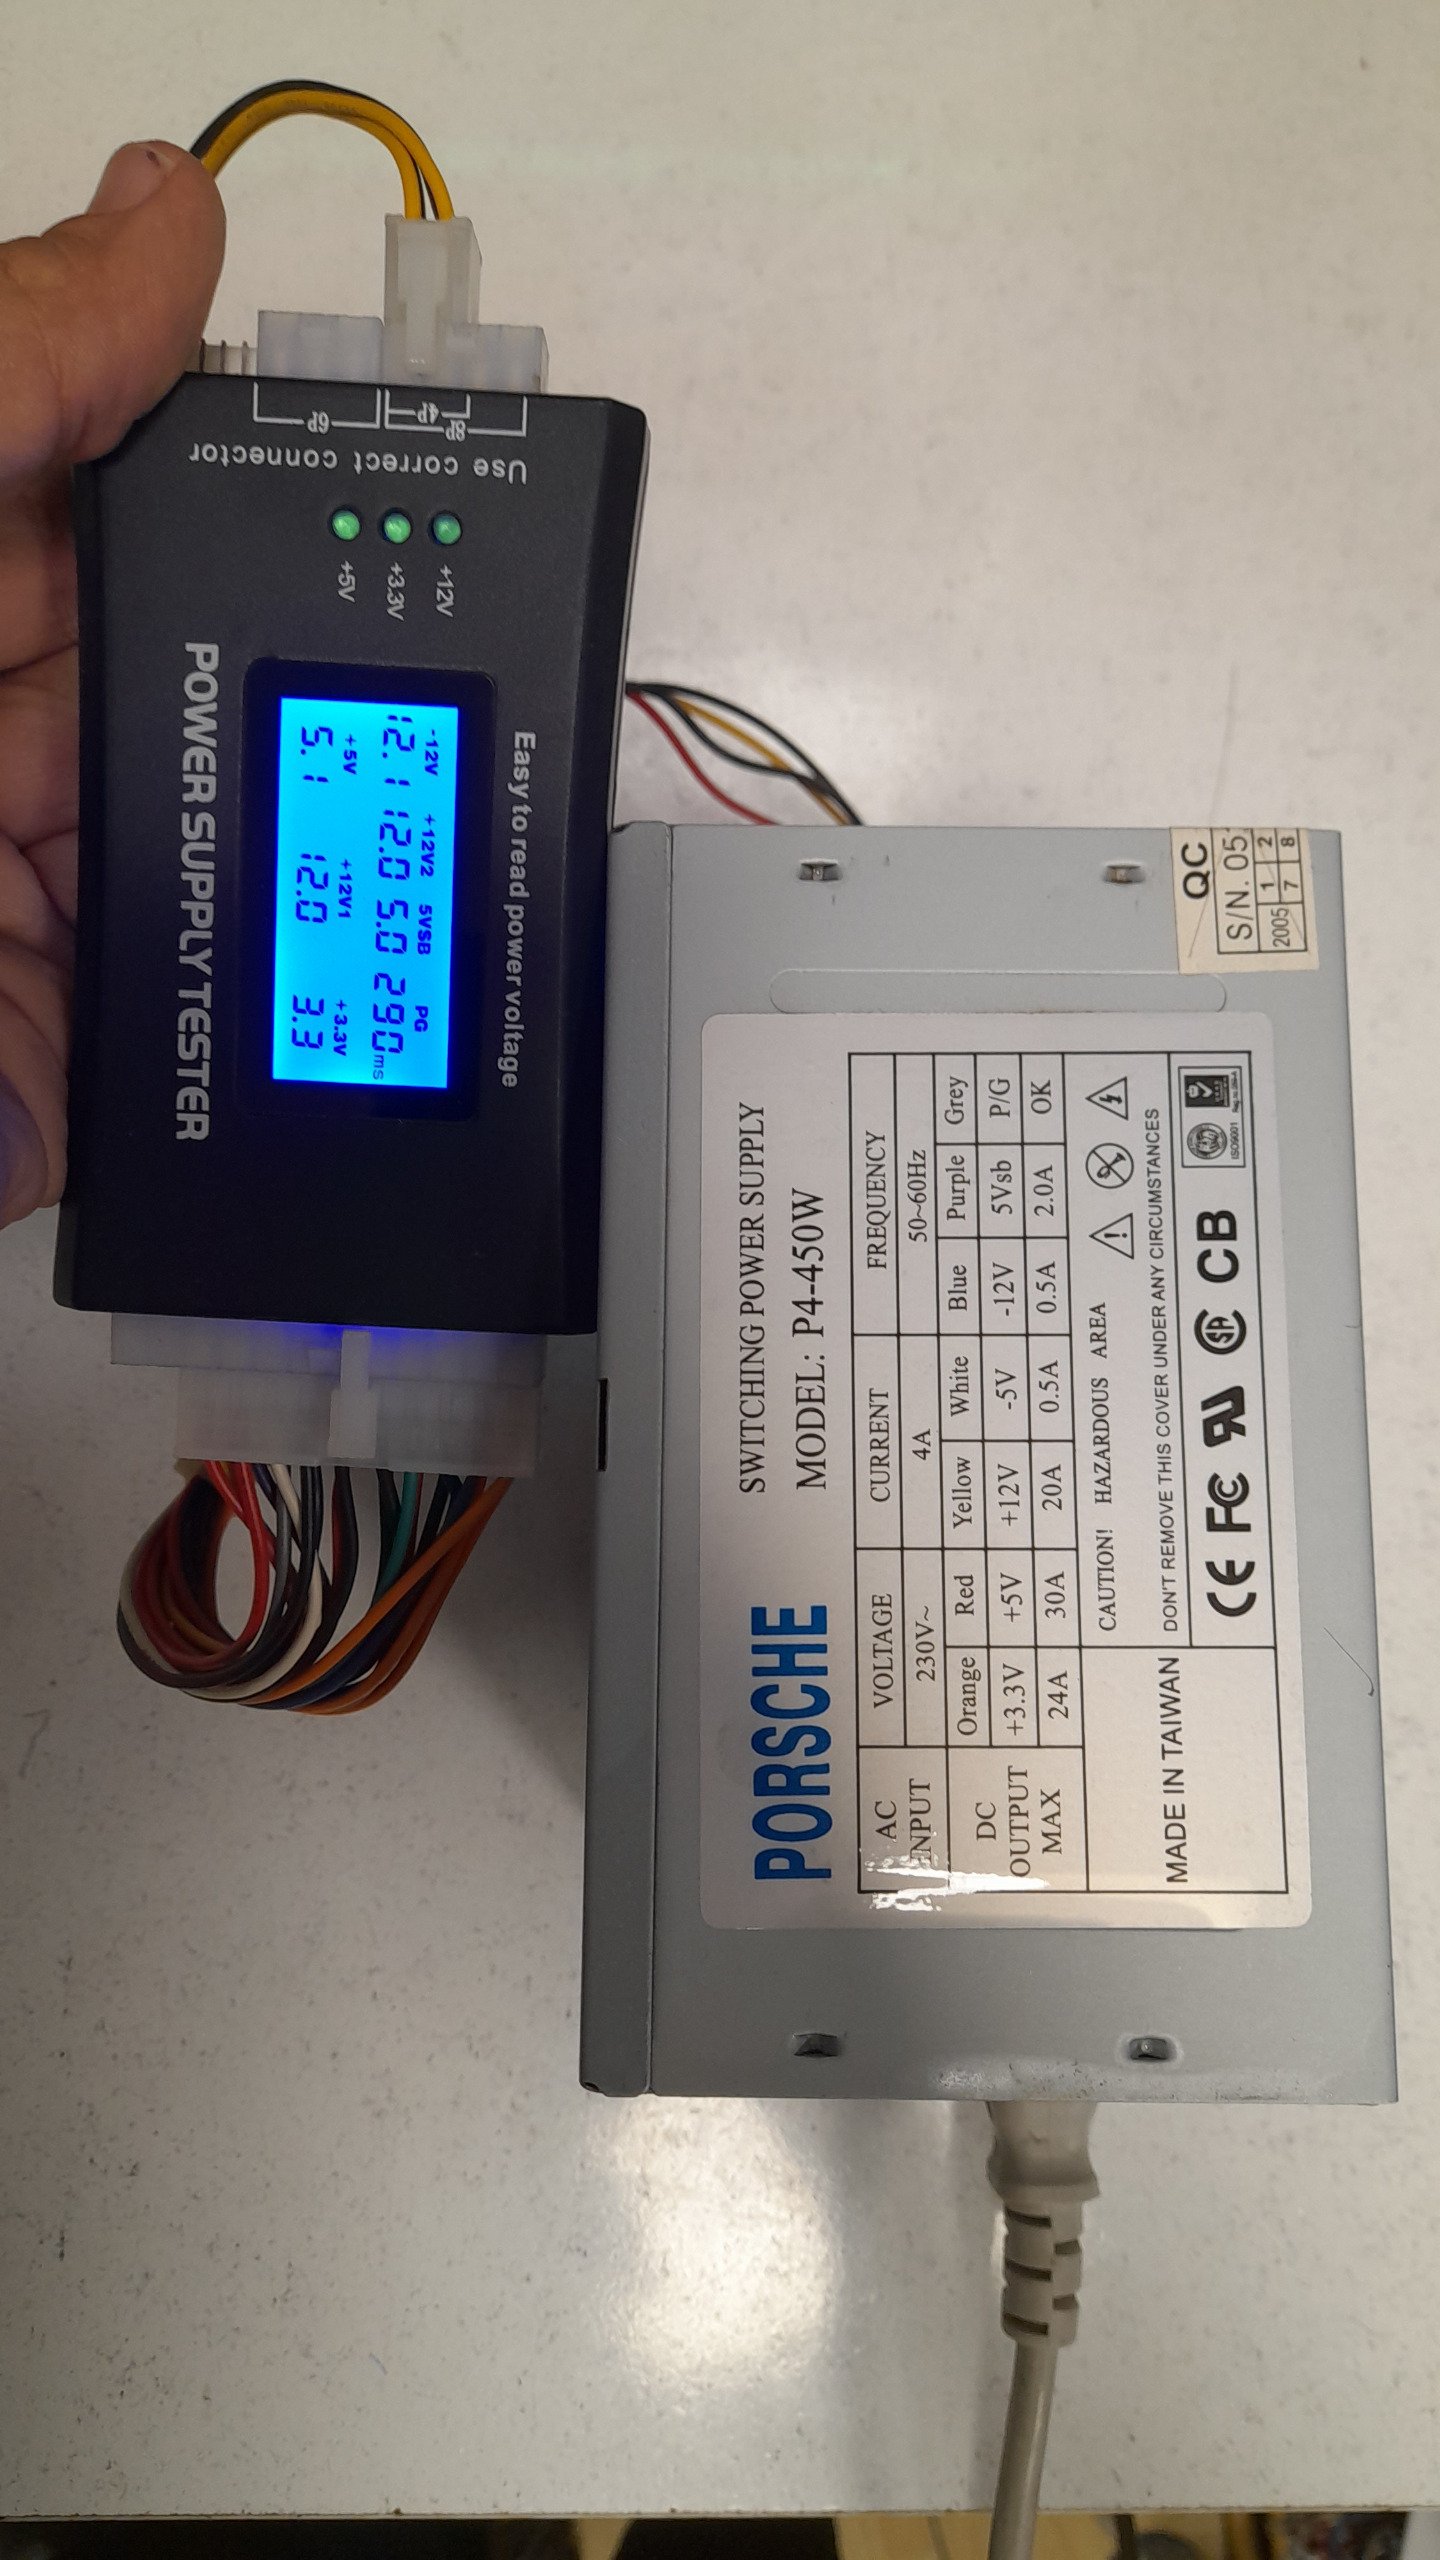 Use correct connector
6P
8P
4P
+5V
+3.3V
+12V
POWER SUPPLY TESTER
Easy to read power voltage
-12V +12V2 5VSB PG
12.1 12.0 5.0 290ms
+5V +12V1 +3.3V
5.1 12.0 3.3
QC
S/N. 05
2005 1 2
7 8
PORSCHE
SWITCHING POWER SUPPLY
MODEL: P4-450W
AC INPUT VOLTAGE CURRENT FREQUENCY
230V~ 4A 50~60Hz
DC OUTPUT MAX Orange Red Yellow White Blue Purple Grey
+3.3V +5V +12V -5V -12V 5Vsb P/G
24A 30A 20A 0.5A 0.5A 2.0A OK
MADE IN TAIWAN
CAUTION! HAZARDOUS AREA
DON'T REMOVE THIS COVER UNDER ANY CIRCUMSTANCES
CE FC CB
ISO9001